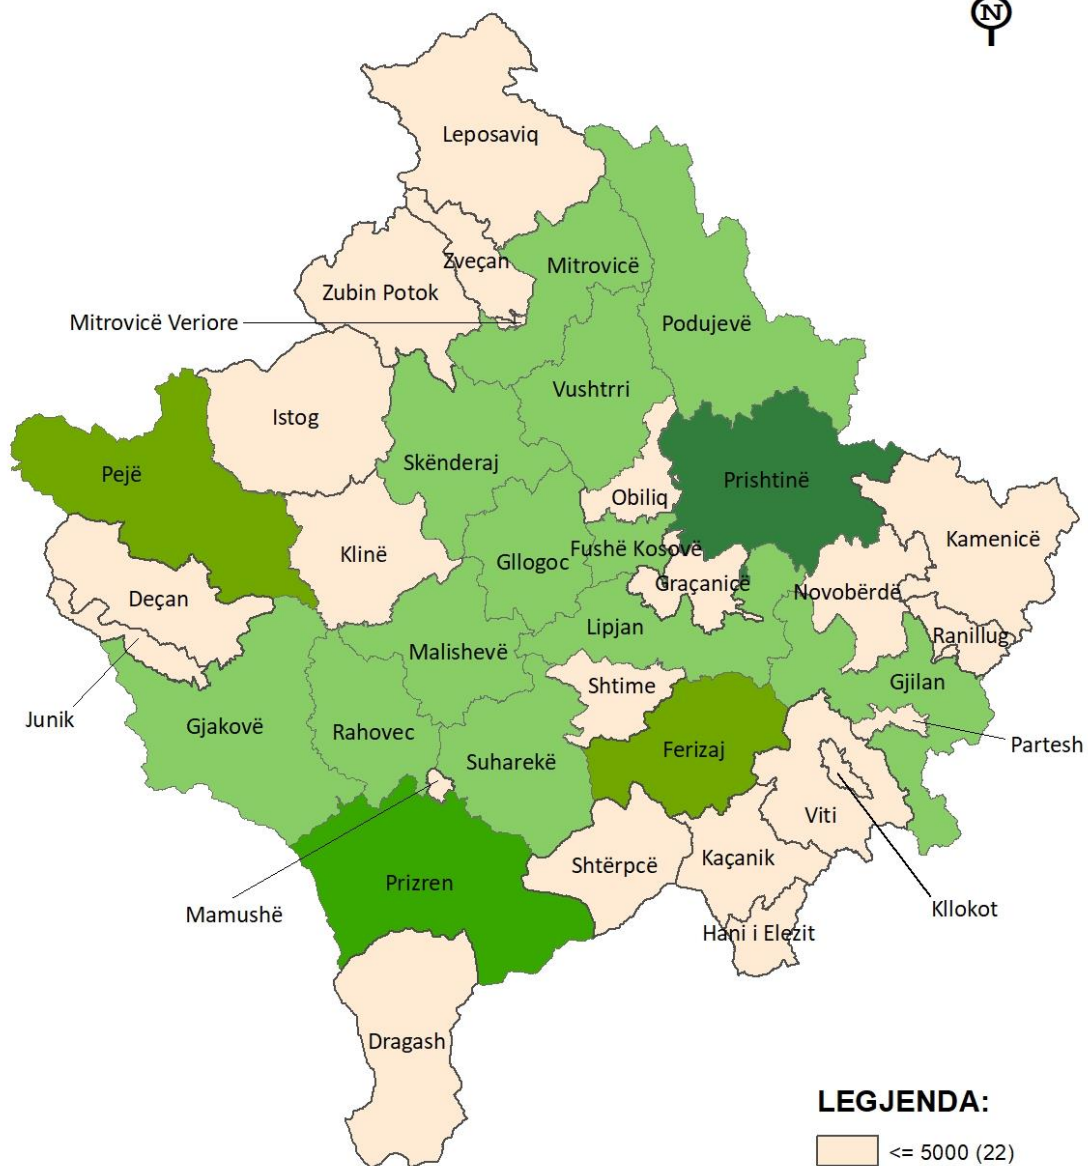 N
Leposaviq
Zveçan
Mitrovicë
Zubin Potok
Mitrovicë Veriore
Podujevë
Vushtrri
Istog
Skënderaj
Pejë
Prishtinë
Obiliq
Kamenicë
Klinë
Fushë Kosovë
Gllogoc
Graçanicë
Novobërdë
Deçan
Lipjan
Ranillug
Malishevë
Shtime
Gjilan
Junik
Gjakovë
Rahovec
Ferizaj
Partesh
Suharekë
Viti
Kaçanik
Shtërpcë
Prizren
Kllokot
Mamushë
Hani i Elezit
Dragash
LEGJENDA:
<= 5000 (22)